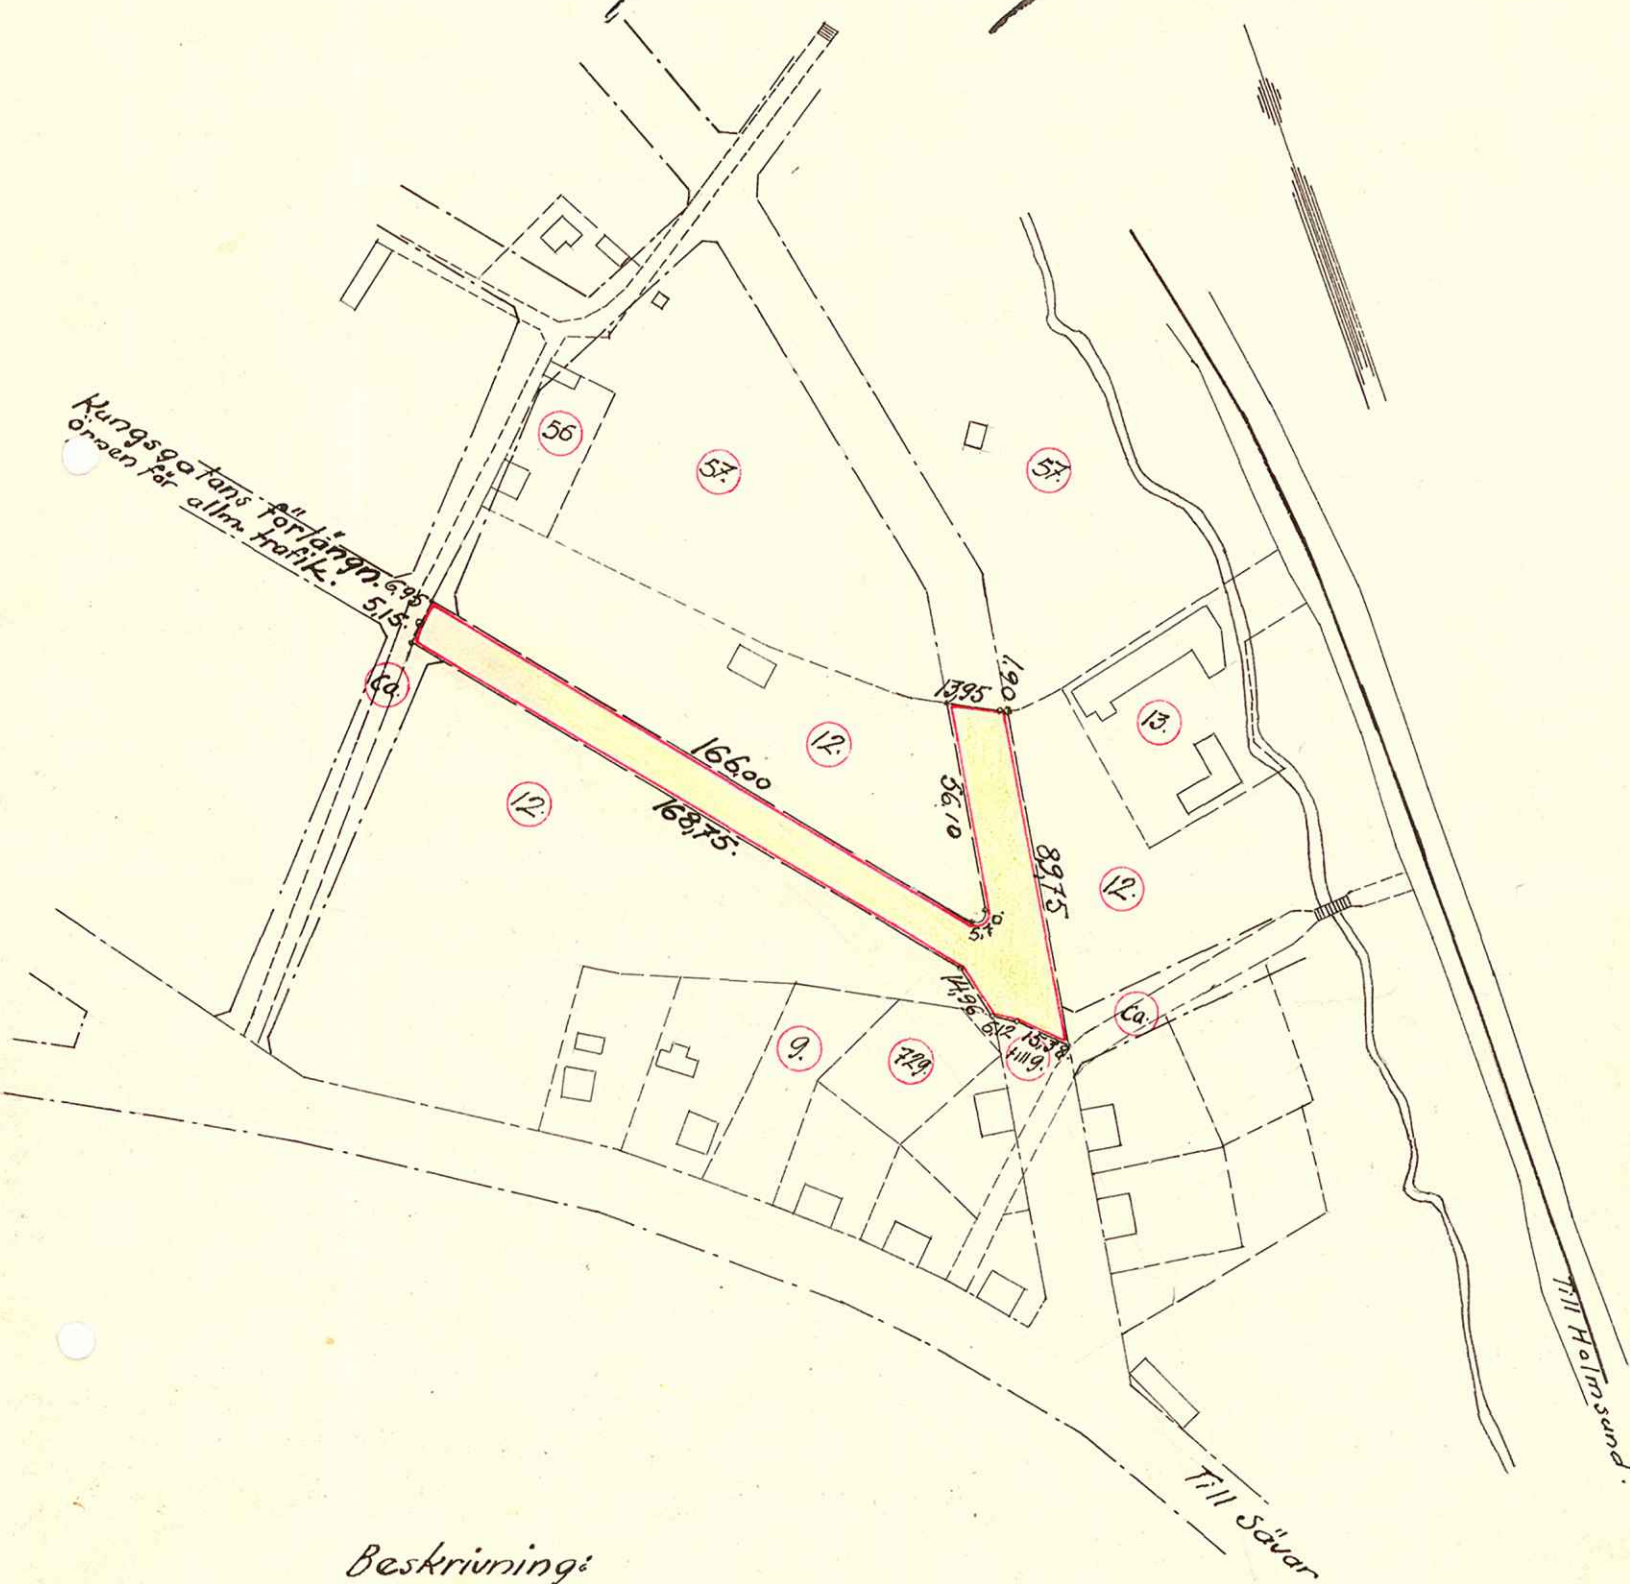 56
57.
57.
Kungsgatans förlängn.
öppen för
allm. trafik.
6,95
5,15.
Ca.
13,95
1.90
12.
13.
166,00
56,10
12.
168,75.
89,75
12.
5,70
14,96
6,12
15,38
Ca.
9.
729.
till 9.
Till Holmsund.
Till Sävar
Beskrivning: